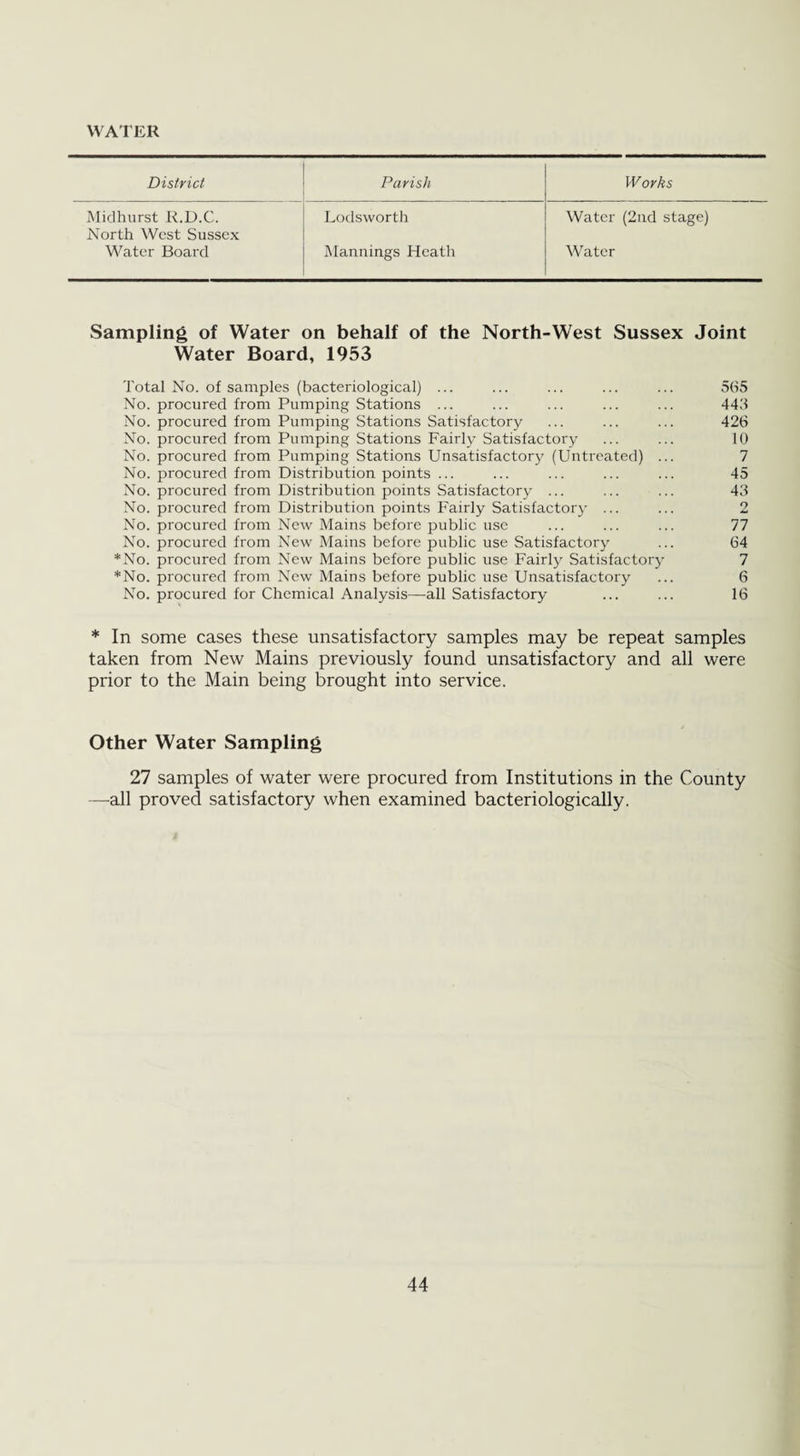 WATER
District Parish Works
Midhurst R.D.C. Lodsworth Water (2nd stage)
North West Sussex
Water Board Mannings Heath Water
Sampling of Water on behalf of the North-West Sussex Joint
Water Board, 1953
Total No. of samples (bacteriological) ... ... ... ... ... 565
No. procured from Pumping Stations ... ... ... ... ... 443
No. procured from Pumping Stations Satisfactory ... ... ... 426
No. procured from Pumping Stations Fairly Satisfactory ... ... 10
No. procured from Pumping Stations Unsatisfactory (Untreated) ... 7
No. procured from Distribution points ... ... ... ... ... 45
No. procured from Distribution points Satisfactory ... ... ... 43
No. procured from Distribution points Fairly Satisfactory ... ... 2
No. procured from New Mains before public use ... ... ... 77
No. procured from New Mains before public use Satisfactory ... 64
*No. procured from New Mains before public use Fairly Satisfactory 7
*No. procured from New Mains before public use Unsatisfactory ... 6
No. procured for Chemical Analysis—all Satisfactory ... ... 16
* In some cases these unsatisfactory samples may be repeat samples
taken from New Mains previously found unsatisfactory and all were
prior to the Main being brought into service.
Other Water Sampling
27 samples of water were procured from Institutions in the County
—all proved satisfactory when examined bacteriologically.
44